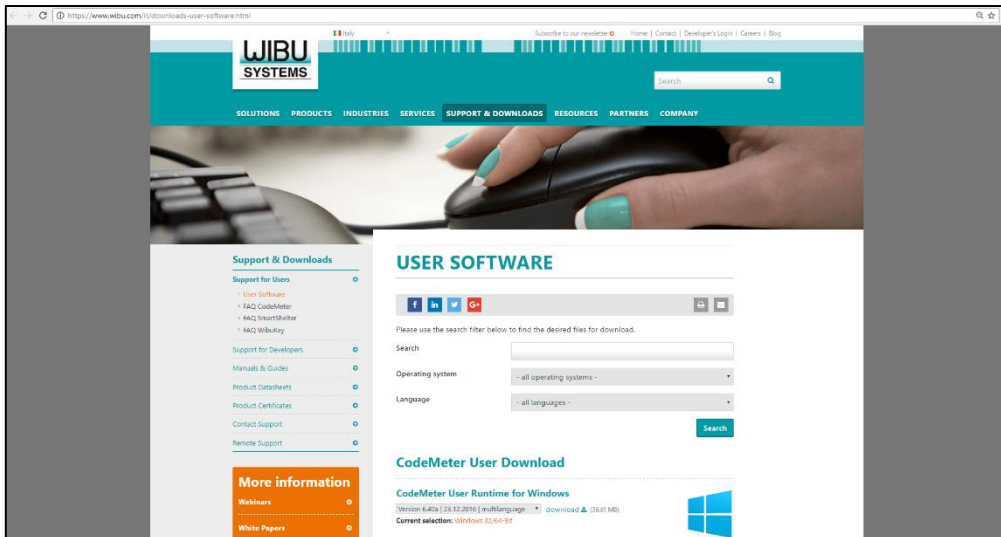 https://www.wibu.com/it/downloads-user-software.html
Italy
Subscribe to our newsletter
Home | Contact | Developer's Login | Careers | Blog
WIBU
SYSTEMS
Search
SOLUTIONS PRODUCTS INDUSTRIES SERVICES SUPPORT & DOWNLOADS RESOURCES PARTNERS COMPANY
Support & Downloads
Support for Users
User Software
FAQ CodeMeter
FAQ SmartShelter
FAQ WibuKey
Support for Developers
Manuals & Guides
Product Datasheets
Product Certificates
Contact Support
Remote Support
More information
Webinars
White Papers
USER SOFTWARE
f in G+
Please use the search filter below to find the desired files for download.
Search
Operating system
- all operating systems -
Language
- all languages -
Search
CodeMeter User Download
CodeMeter User Runtime for Windows
Version 6.40a | 23.12.2016 | multilanguage download (26.81 MB)
Current selection: Windows 32/64-Bit